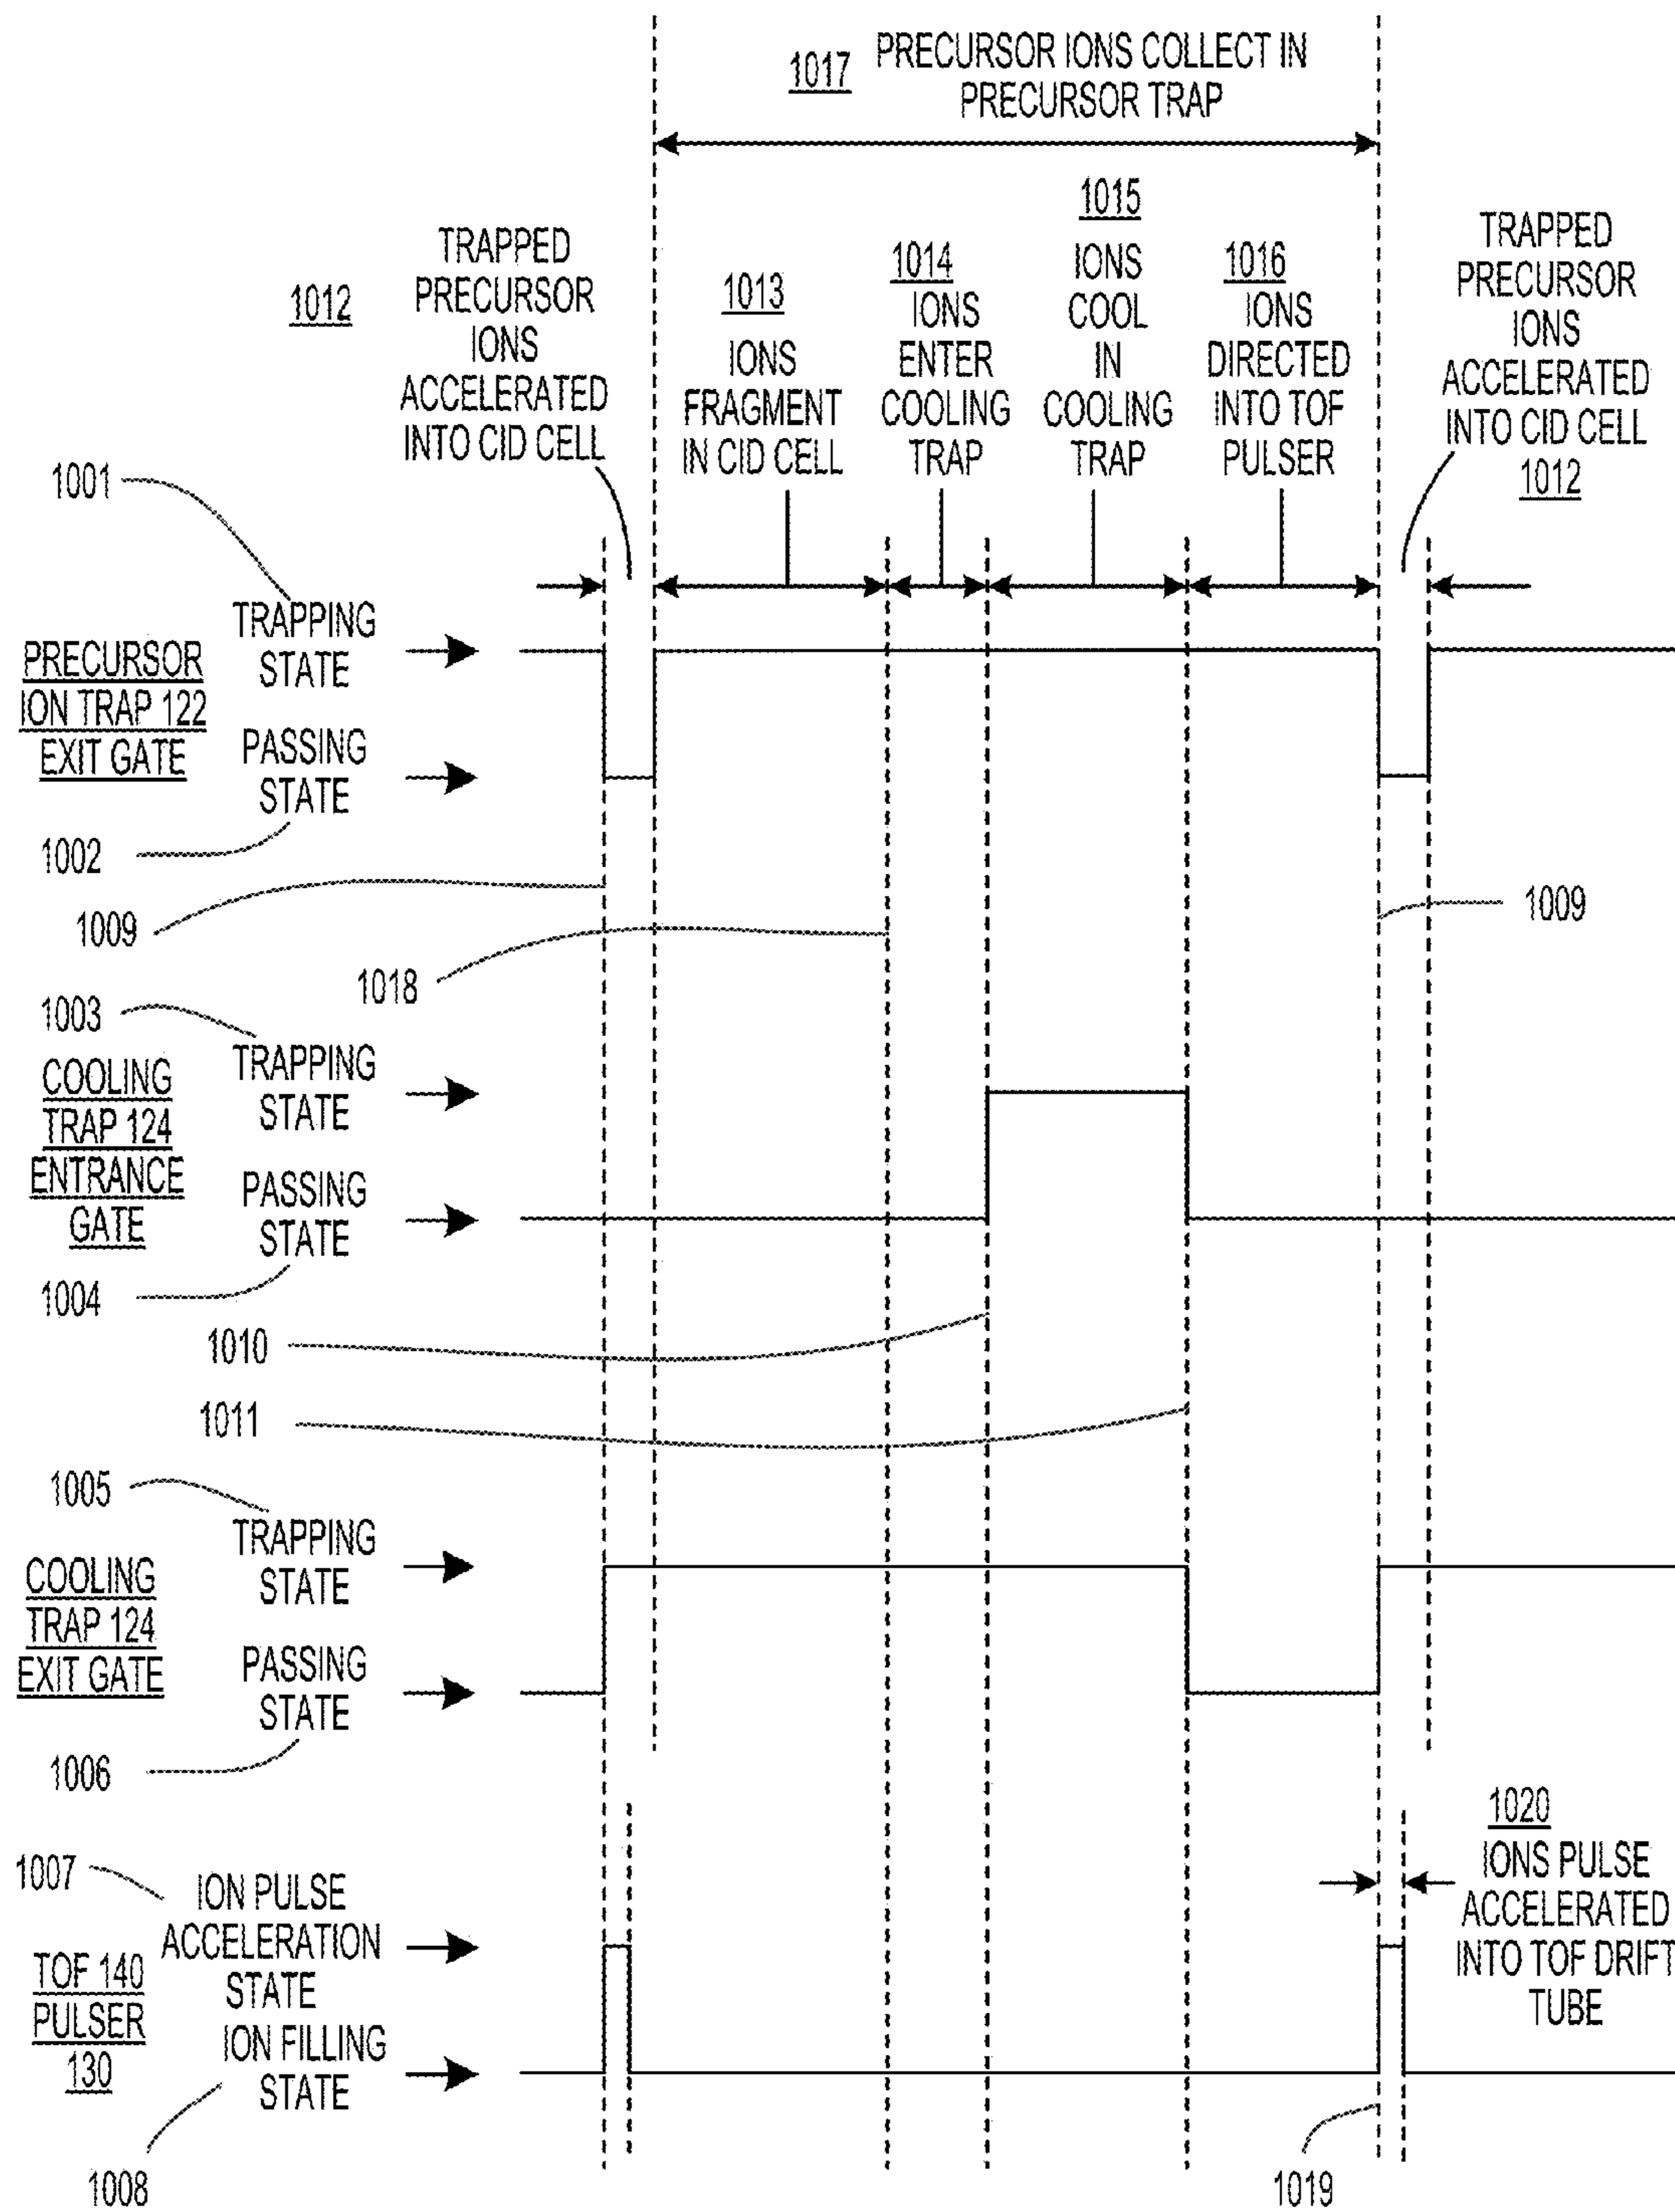 1017
PRECURSOR IONS COLLECT IN
PRECURSOR TRAP
1012
TRAPPED
PRECURSOR
IONS
ACCELERATED
INTO CID CELL
1013
IONS
FRAGMENT
IN CID CELL
1014
IONS
ENTER
COOLING
TRAP
1015
IONS
COOL
IN
COOLING
TRAP
1016
IONS
DIRECTED
INTO TOF
PULSER
TRAPPED
PRECURSOR
IONS
ACCELERATED
INTO CID CELL
1012
1001
TRAPPING
STATE
PRECURSOR
ION TRAP 122
EXIT GATE
PASSING
STATE
1002
1009
1009
1018
1003
TRAPPING
STATE
COOLING
TRAP 124
ENTRANCE
GATE
PASSING
STATE
1004
1010
1011
1005
TRAPPING
STATE
COOLING
TRAP 124
EXIT GATE
PASSING
STATE
1006
1020
IONS PULSE
ACCELERATED
INTO TOF DRIFT
TUBE
1007
ION PULSE
ACCELERATION
STATE
TOF 140
PULSER
130
ION FILLING
STATE
1008
1019